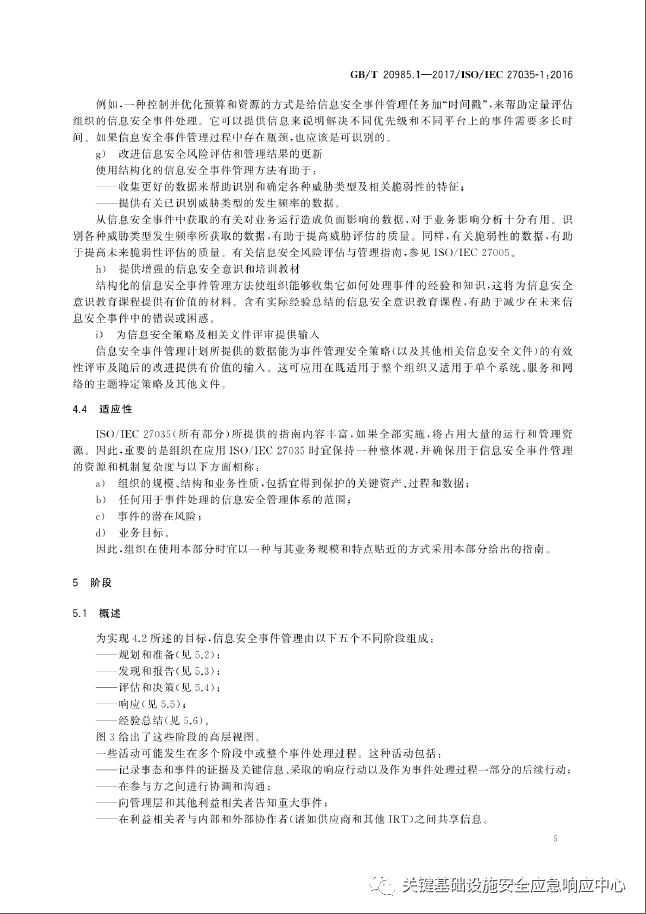 GB/T 20985.1—2017/ISO/IEC 27035-1:2016
例如,一种控制并优化预算和资源的方式是给信息安全事件管理任务加“时间戳”,来帮助定量评估
组织的信息安全事件处理。它可以提供信息来说明解决不同优先级和不同平台上的事件需要多长时
间。如果信息安全事件管理过程中存在瓶颈,也应该是可识别的。
g) 改进信息安全风险评估和管理结果的更新
使用结构化的信息安全事件管理方法有助于:
——收集更好的数据来帮助识别和确定各种威胁类型及相关脆弱性的特征;
——提供有关已识别威胁类型的发生频率的数据。
从信息安全事件中获取的有关对业务运行造成负面影响的数据,对于业务影响分析十分有用。识
别各种威胁类型发生频率所获取的数据,有助于提高威胁评估的质量。同样,有关脆弱性的数据,有助
于提高未来脆弱性评估的质量。有关信息安全风险评估与管理指南,参见 ISO/IEC 27005。
h) 提供增强的信息安全意识和培训教材
结构化的信息安全事件管理方法使组织能够收集它如何处理事件的经验和知识,这将为信息安全
意识教育课程提供有价值的材料。含有实际经验总结的信息安全意识教育课程,有助于减少在未来信
息安全事件中的错误或困惑。
i) 为信息安全策略及相关文件评审提供输入
信息安全事件管理计划所提供的数据能为事件管理安全策略(以及其他相关信息安全文件)的有效
性评审及随后的改进提供有价值的输入。这可应用在既适用于整个组织又适用于单个系统、服务和网
络的主题特定策略及其他文件。
4.4 适应性
ISO/IEC 27035(所有部分)所提供的指南内容丰富,如果全部实施,将占用大量的运行和管理资
源。因此,重要的是组织在应用 ISO/IEC 27035 时宜保持一种整体观,并确保用于信息安全事件管理
的资源和机制复杂度与以下方面相称:
a) 组织的规模、结构和业务性质,包括宜得到保护的关键资产、过程和数据;
b) 任何用于事件处理的信息安全管理体系的范围;
c) 事件的潜在风险;
d) 业务目标。
因此,组织在使用本部分时宜以一种与其业务规模和特点贴近的方式采用本部分给出的指南。
5 阶段
5.1 概述
为实现 4.2 所述的目标,信息安全事件管理由以下五个不同阶段组成:
——规划和准备(见 5.2);
——发现和报告(见 5.3);
——评估和决策(见 5.4);
——响应(见 5.5);
——经验总结(见 5.6)。
图 3 给出了这些阶段的高层视图。
一些活动可能发生在多个阶段中或整个事件处理过程。这种活动包括:
——记录事态和事件的证据及关键信息、采取的响应行动以及作为事件处理过程一部分的后续行动;
——在参与方之间进行协调和沟通;
——向管理层和其他利益相关者告知重大事件;
——在利益相关者与内部和外部协作者(诸如供应商和其他 IRT)之间共享信息。
5
关键基础设施安全应急响应中心